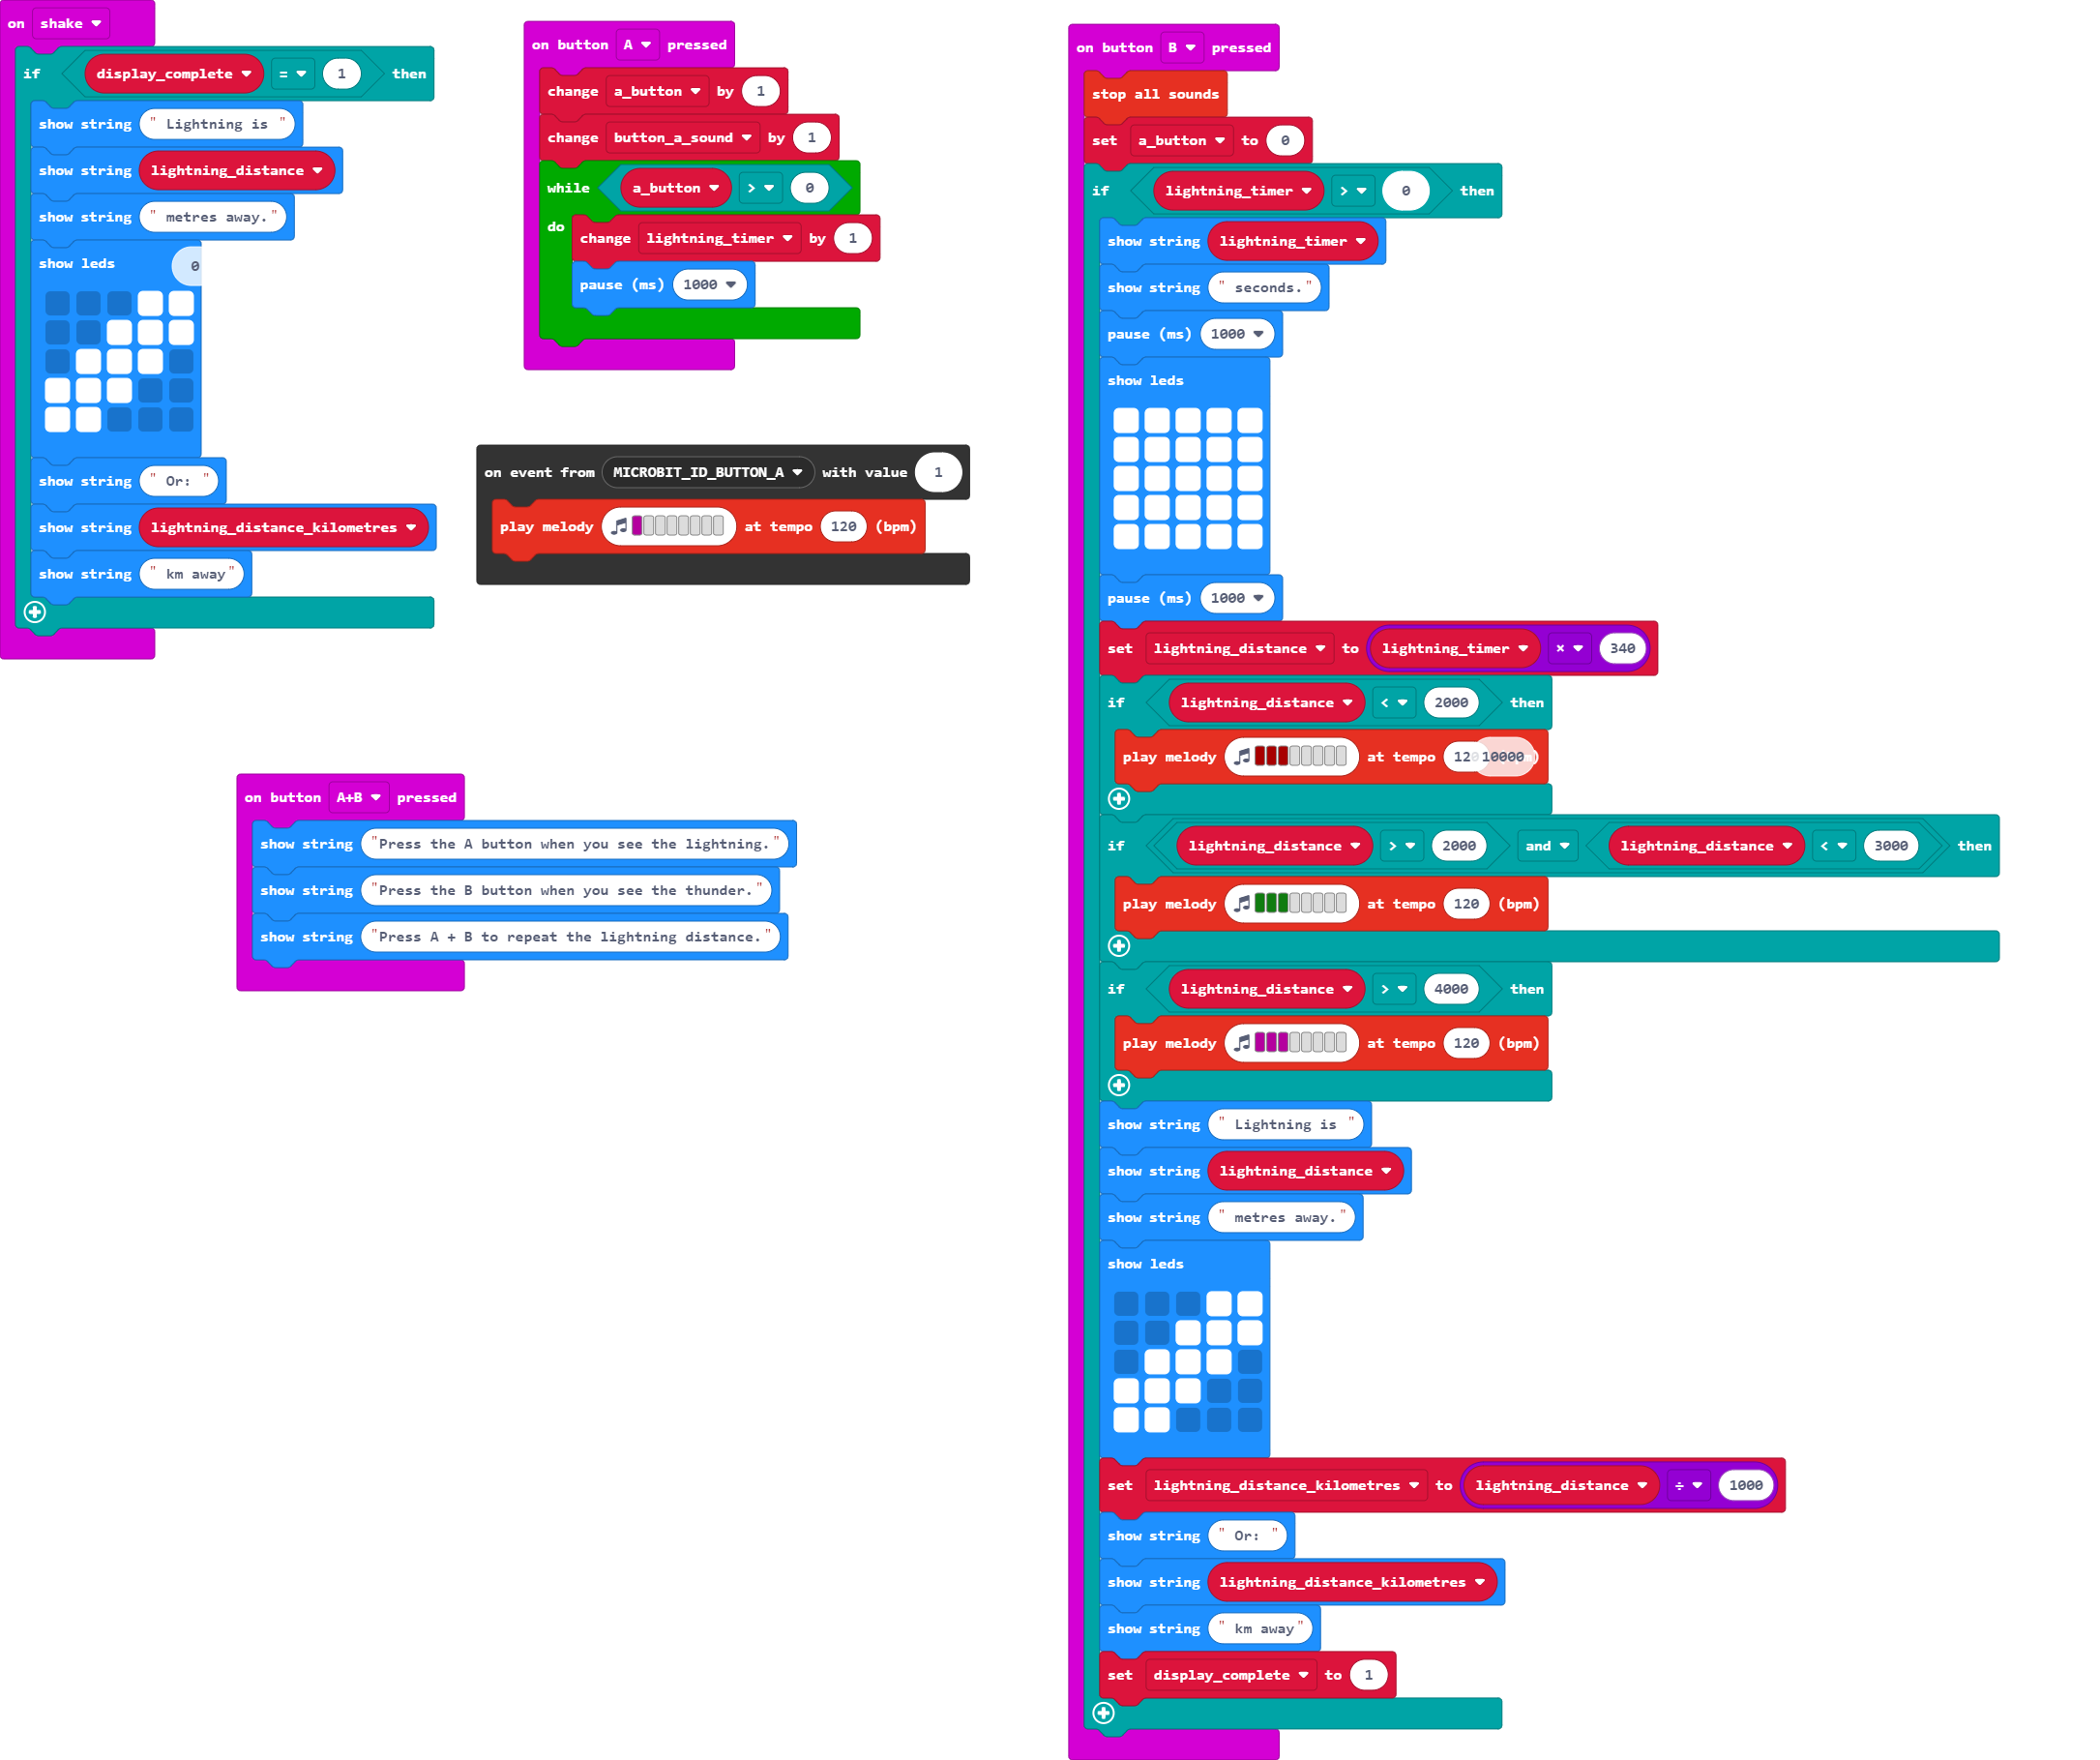 on shake
if display_complete = 1 then
show string " Lightning is "
show string lightning_distance
show string " metres away."
show leds 0
show string " Or: "
show string lightning_distance_kilometres
show string " km away"
on button A pressed
change a_button by 1
change button_a_sound by 1
while a_button > 0
do
change lightning_timer by 1
pause (ms) 1000
on event from MICROBIT_ID_BUTTON_A with value 1
play melody at tempo 120 (bpm)
on button A+B pressed
show string "Press the A button when you see the lightning."
show string "Press the B button when you see the thunder."
show string "Press A + B to repeat the lightning distance."
on button B pressed
stop all sounds
set a_button to 0
if lightning_timer > 0 then
show string lightning_timer
show string " seconds."
pause (ms) 1000
show leds
pause (ms) 1000
set lightning_distance to lightning_timer × 340
if lightning_distance < 2000 then
play melody at tempo 120 10000
if lightning_distance > 2000 and lightning_distance < 3000 then
play melody at tempo 120 (bpm)
if lightning_distance > 4000 then
play melody at tempo 120 (bpm)
show string " Lightning is "
show string lightning_distance
show string " metres away."
show leds
set lightning_distance_kilometres to lightning_distance ÷ 1000
show string " Or: "
show string lightning_distance_kilometres
show string " km away"
set display_complete to 1